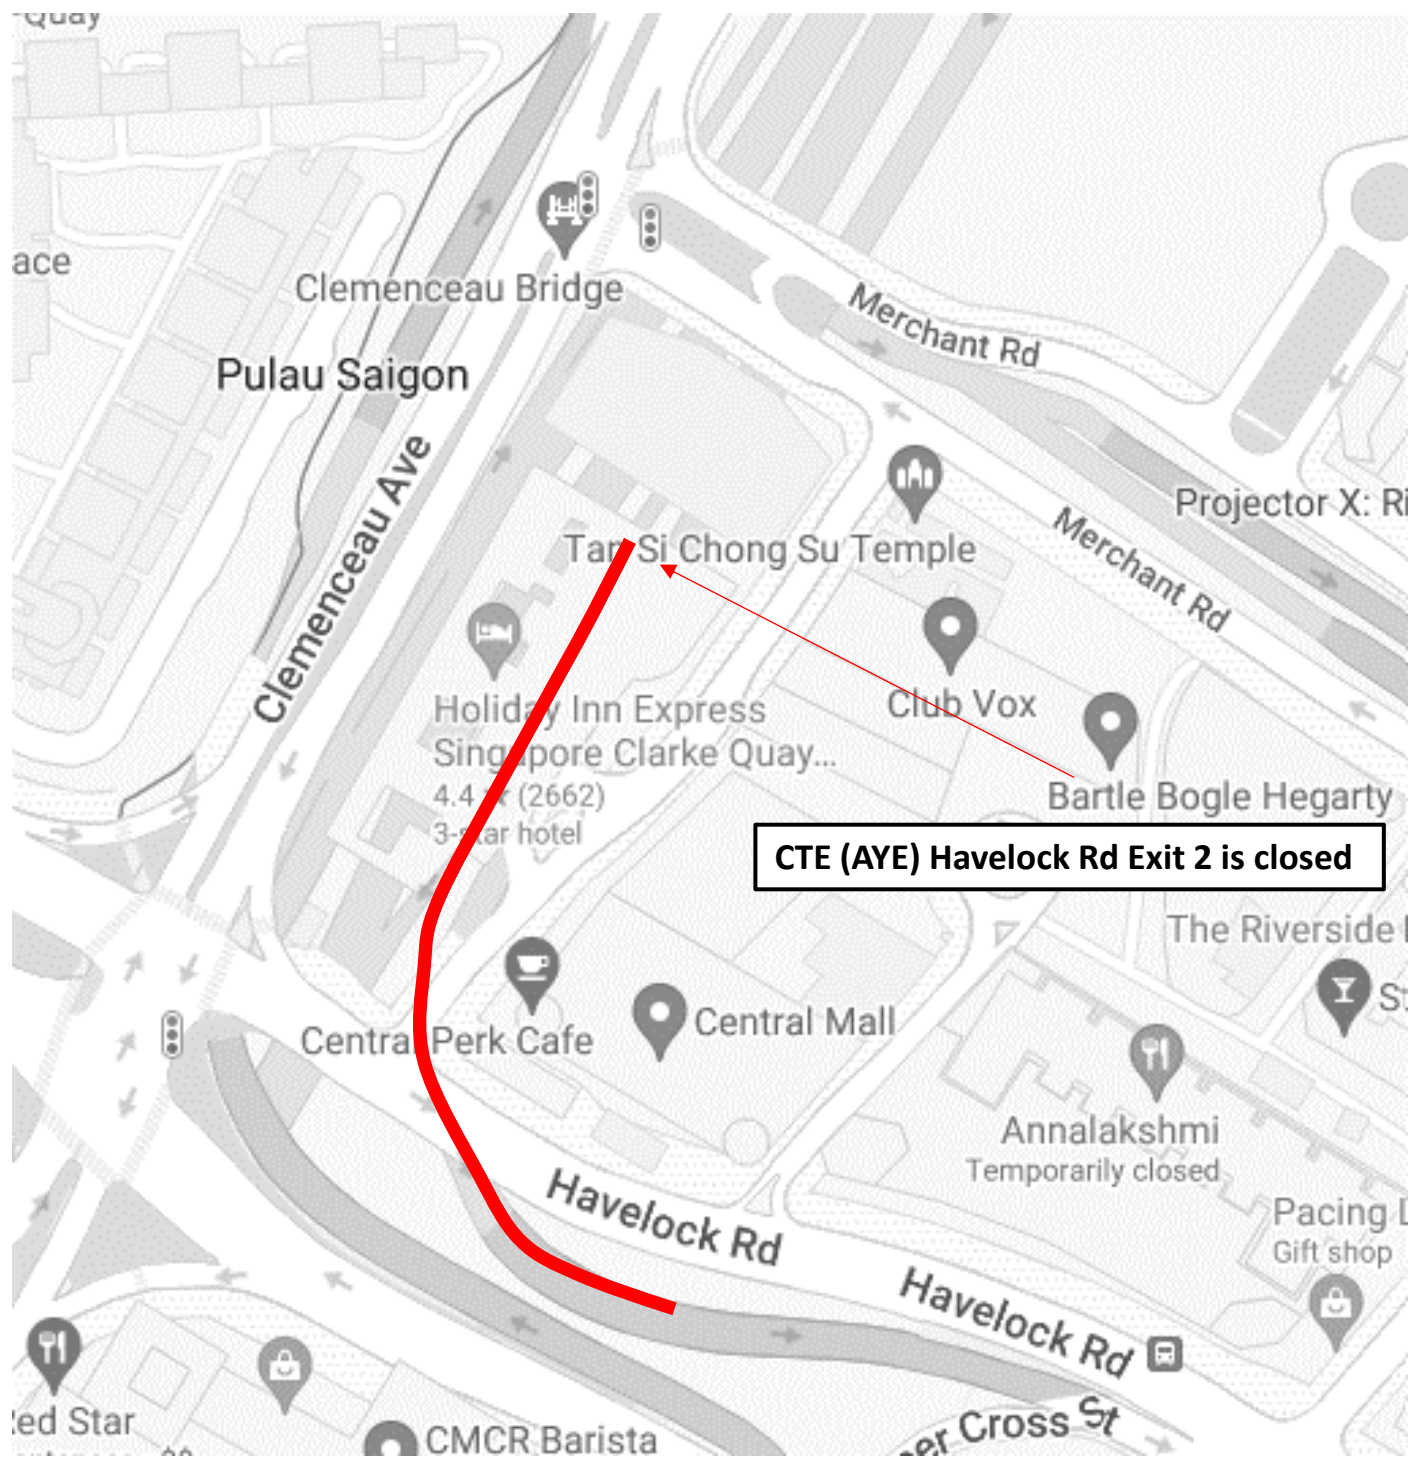 -Quay
ace
Clemenceau Bridge
Merchant Rd
Pulau Saigon
Clemenceau Ave
Projector X: Ri
Merchant Rd
Si Chong Su Temple
Club Vox
Holiday Inn Express
Singapore Clarke Quay...
4.4 ★ (2662)
3-star hotel
Bartle Bogle Hegarty
CTE (AYE) Havelock Rd Exit 2 is closed
The Riverside
Central Mall
St
Central Perk Cafe
Annalakshmi
Temporarily closed
Havelock Rd
Pacing L
Gift shop
Havelock Rd
Red Star
CMCR Barista
er Cross St